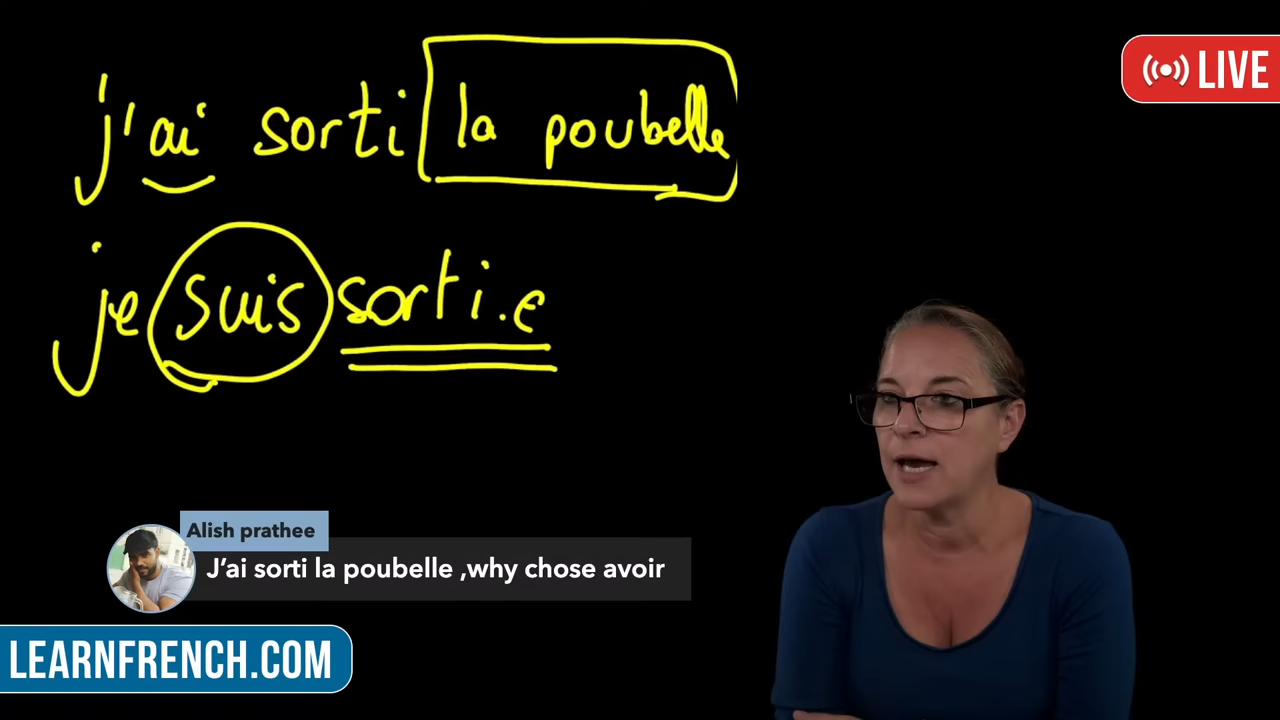 LIVE
j'ai sorti la poubelle
je suis sorti.e
Alish prathee
J'ai sorti la poubelle ,why chose avoir
LEARNFRENCH.COM